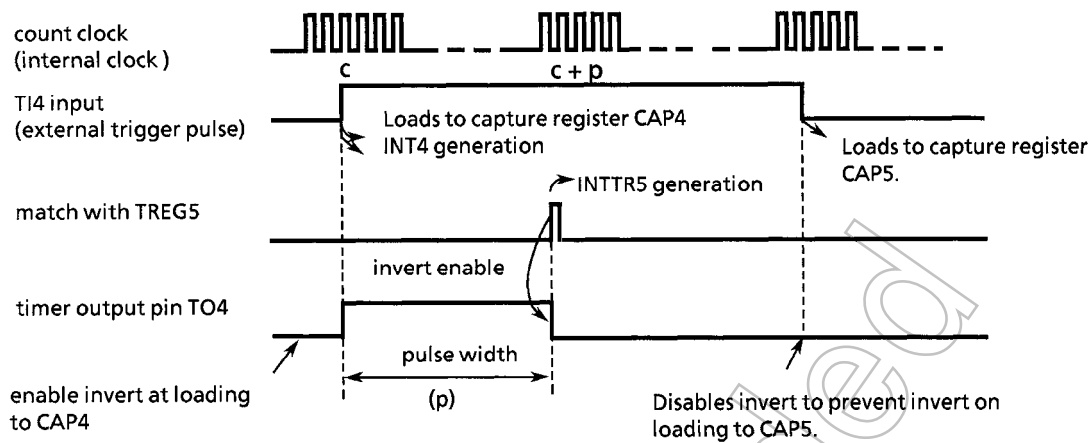 count clock
(internal clock )
c
c + p
TI4 input
(external trigger pulse)
Loads to capture register CAP4
INT4 generation
Loads to capture register
CAP5.
INTTR5 generation
match with TREG5
invert enable
timer output pin TO4
pulse width
(p)
enable invert at loading
to CAP4
Disables invert to prevent invert on
loading to CAP5.
ded